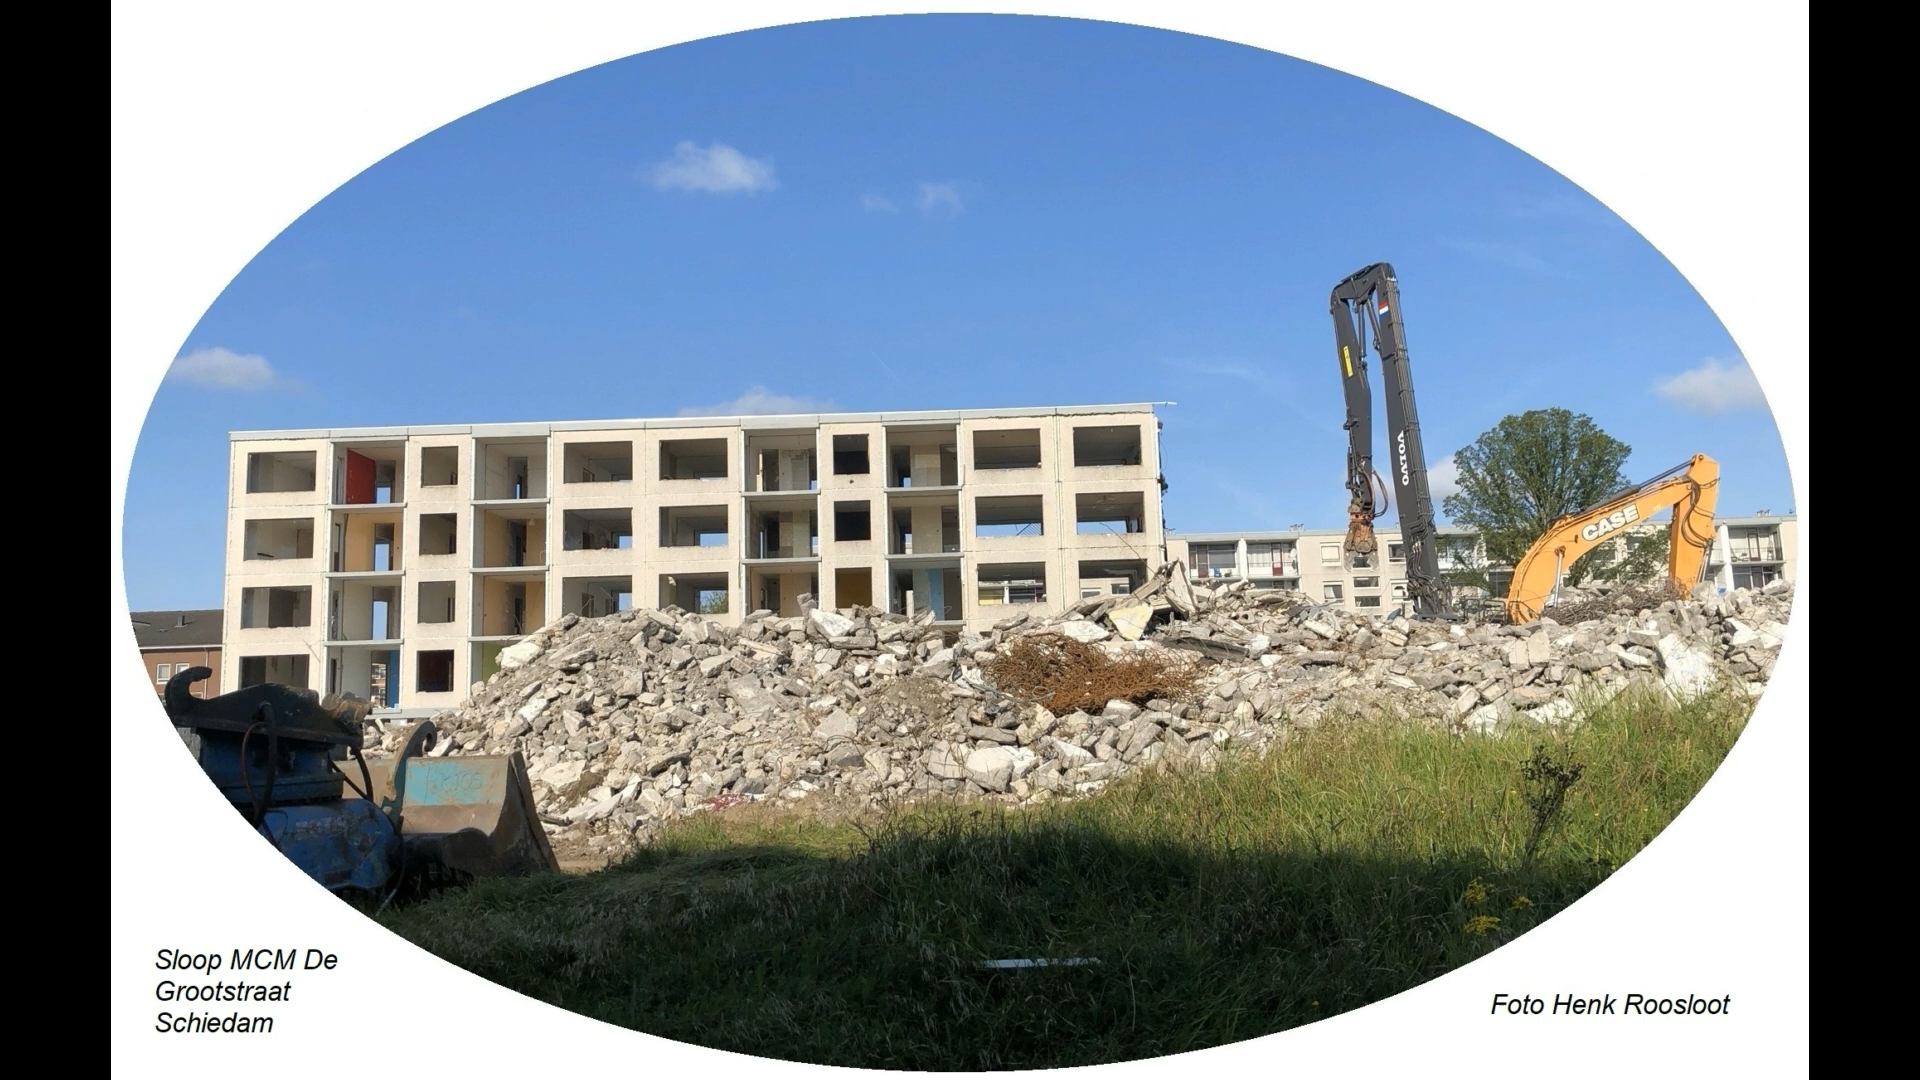 VOLVO
CASE
Sloop MCM De
Grootstraat
Schiedam
Foto Henk Roosloot